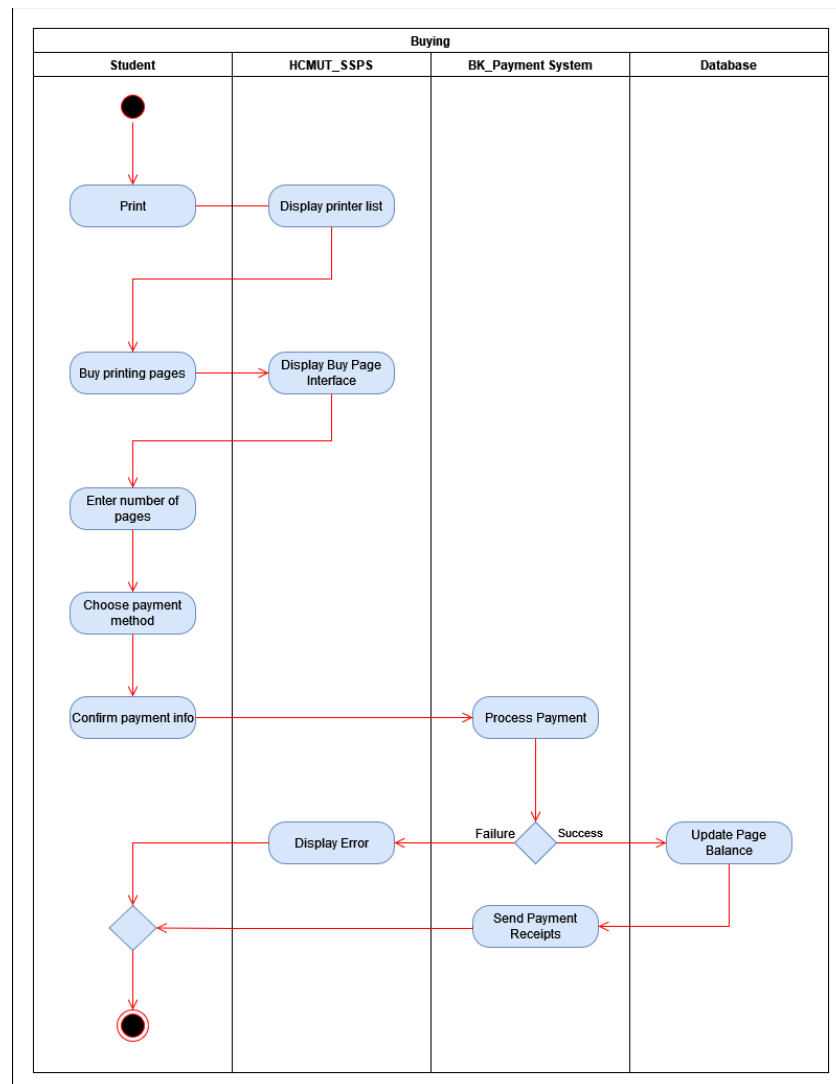 Buying
Student
HCMUT_SSPS
BK_Payment System
Database
Print
Display printer list
Buy printing pages
Display Buy Page
Interface
Enter number of
pages
Choose payment
method
Confirm payment info
Process Payment
Display Error
Failure
Success
Update Page
Balance
Send Payment
Receipts